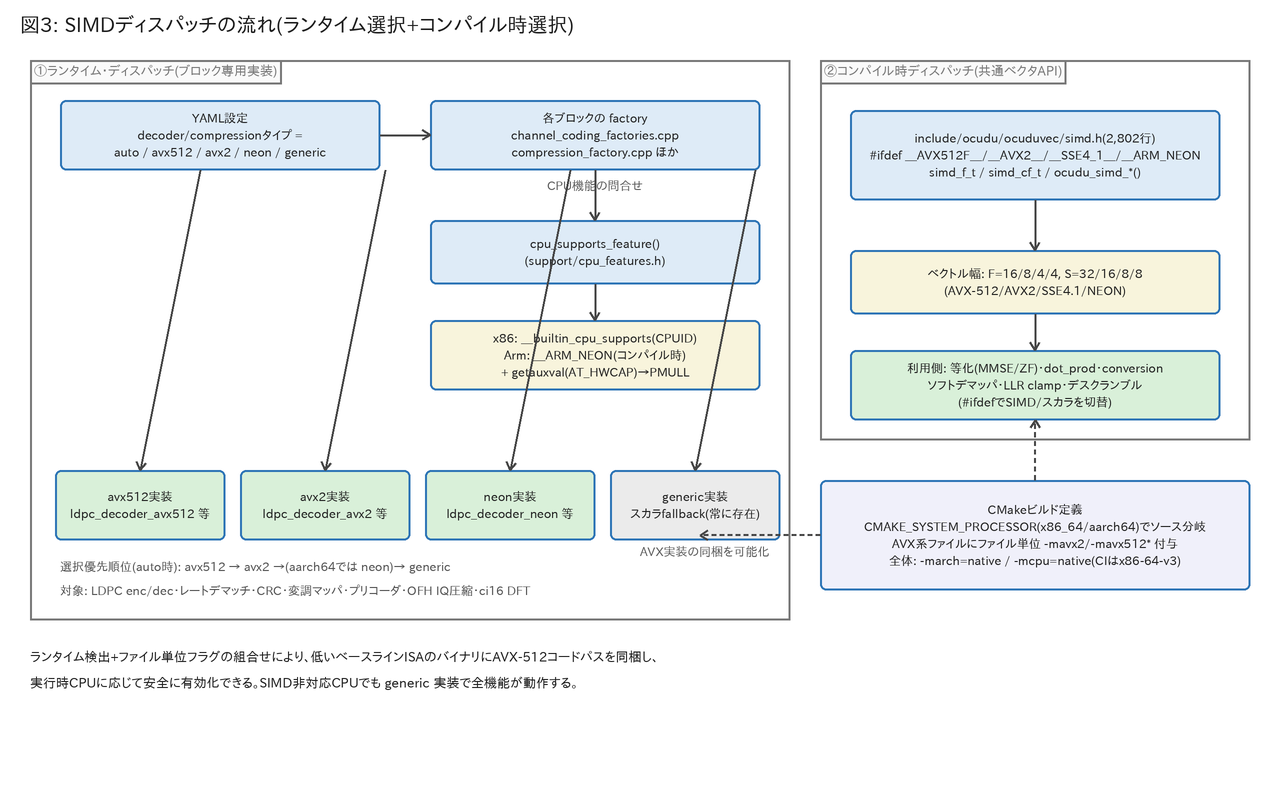 図3: SIMDディスパッチの流れ(ランタイム選択+コンパイル時選択)
①ランタイム・ディスパッチ(ブロック専用実装)
YAML設定
decoder/compressionタイプ =
auto / avx512 / avx2 / neon / generic
各ブロックの factory
channel_coding_factories.cpp
compression_factory.cpp ほか
CPU機能の問合せ
cpu_supports_feature()
(support/cpu_features.h)
x86: __builtin_cpu_supports(CPUID)
Arm: __ARM_NEON(コンパイル時)
+ getauxval(AT_HWCAP)→PMULL
avx512実装
ldpc_decoder_avx512 等
avx2実装
ldpc_decoder_avx2 等
neon実装
ldpc_decoder_neon 等
generic実装
スカラfallback(常に存在)
AVX実装の同梱を可能化
選択優先順位(auto時): avx512 → avx2 →(aarch64では neon)→ generic
対象: LDPC enc/dec・レートデマッチ・CRC・変調マッパ・プリコーダ・OFH IQ圧縮・ci16 DFT
②コンパイル時ディスパッチ(共通ベクタAPI)
include/ocudu/ocuduvec/simd.h(2,802行)
#ifdef __AVX512F__/__AVX2__/__SSE4_1__/__ARM_NEON
simd_f_t / simd_cf_t / ocudu_simd_*()
ベクトル幅: F=16/8/4/4, S=32/16/8/8
(AVX-512/AVX2/SSE4.1/NEON)
利用側: 等化(MMSE/ZF)・dot_prod・conversion
ソフトデマッパ・LLR clamp・デスクランブル
(#ifdefでSIMD/スカラを切替)
CMakeビルド定義
CMAKE_SYSTEM_PROCESSOR(x86_64/aarch64)でソース分岐
AVX系ファイルにファイル単位 -mavx2/-mavx512* 付与
全体: -march=native / -mcpu=native(CIはx86-64-v3)
ランタイム検出+ファイル単位フラグの組合せにより、低いベースラインISAのバイナリにAVX-512コードパスを同梱し、
実行時CPUに応じて安全に有効化できる。SIMD非対応CPUでも generic 実装で全機能が動作する。